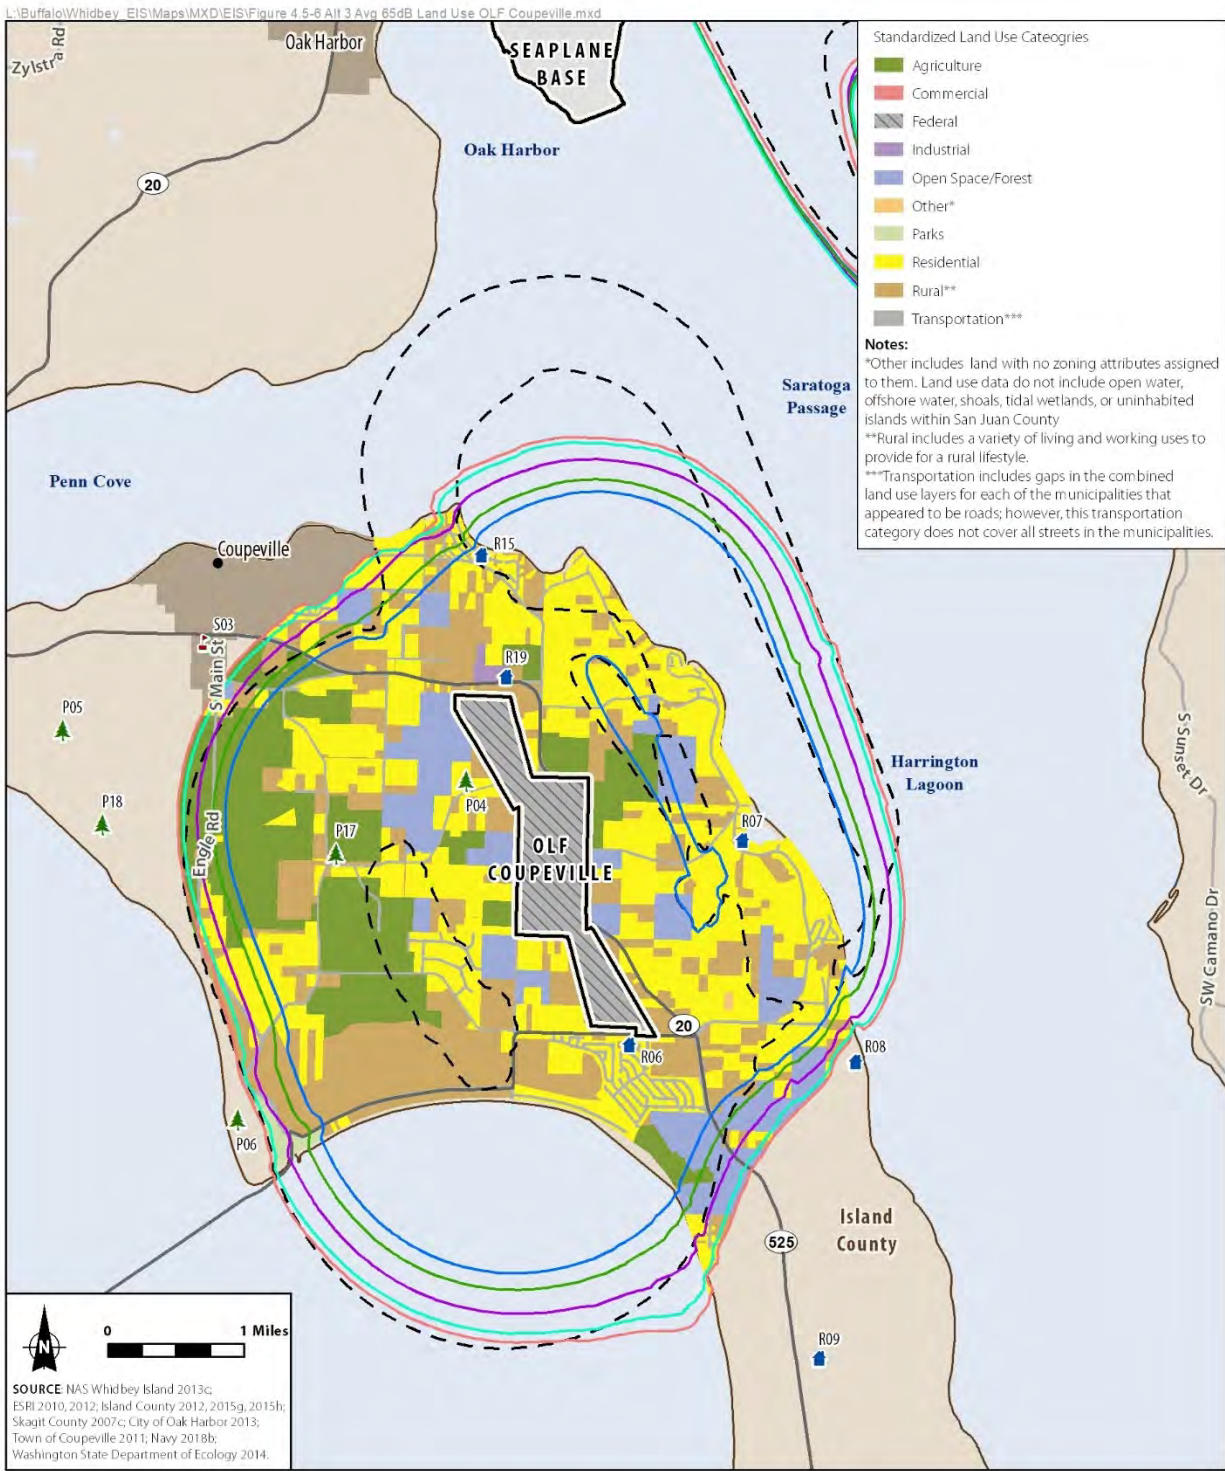 L:\Buffalo\Whidbey_EIS\Maps\MXD\EIS\Figure 4.5-6 Alt 3 Avg 65dB Land Use OLF Coupeville.mxd
Zylstra Rd
Oak Harbor
SEAPLANE
BASE
20
Oak Harbor
Standardized Land Use Cateogries
Agriculture
Commercial
Federal
Industrial
Open Space/Forest
Other*
Parks
Residential
Rural**
Transportation***
Notes:
*Other includes land with no zoning attributes assigned
to them. Land use data do not include open water,
offshore water, shoals, tidal wetlands, or uninhabited
islands within San Juan County
**Rural includes a variety of living and working uses to
provide for a rural lifestyle.
***Transportation includes gaps in the combined
land use layers for each of the municipalities that
appeared to be roads; however, this transportation
category does not cover all streets in the municipalities.
Saratoga
Passage
Penn Cove
Coupeville
R15
S03
S Main St
R19
P05
P18
P04
P17
Engle Rd
OLF
COUPEVILLE
R07
Harrington
Lagoon
S Sunset Dr
SW Camano Dr
20
R06
R08
P06
Island
County
525
R09
N
0 1 Miles
SOURCE: NAS Whidbey Island 2013c;
ESRI 2010, 2012; Island County 2012, 2015g, 2015h;
Skagit County 2007c; City of Oak Harbor 2013;
Town of Coupeville 2011; Navy 2018b;
Washington State Department of Ecology 2014.